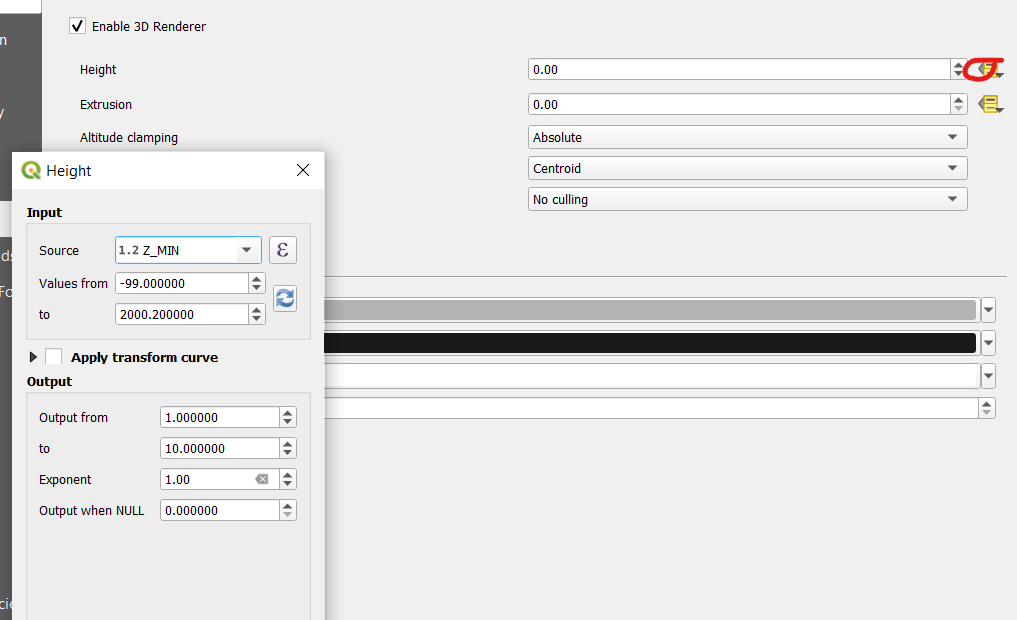 n
Enable 3D Renderer
Height 0.00
y
Extrusion 0.00
Altitude clamping Absolute
Height
Centroid
No culling
Input
Source 1.2 Z_MIN ε
ds
Values from -99.000000
Fo
to 2000.200000
Apply transform curve
Output
Output from 1.000000
to 10.000000
Exponent 1.00
Output when NULL 0.000000
cie